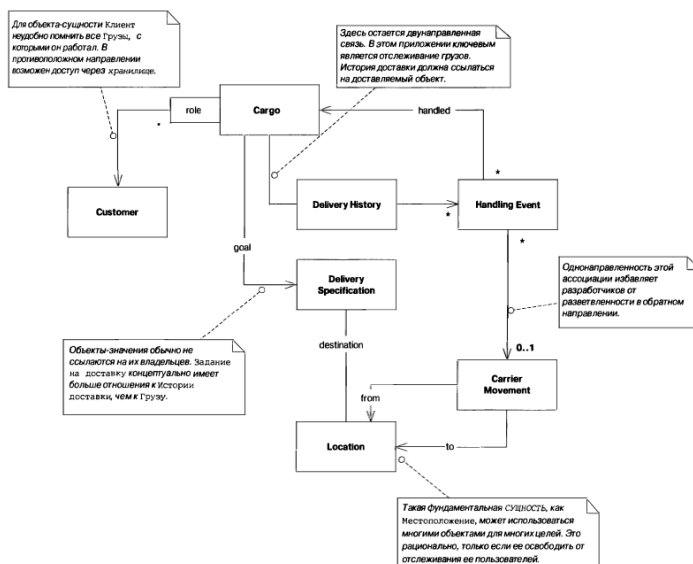 Для объекта-сущности Клиент
неудобно помнить все Грузы, с
которыми он работал. В
противоположном направлении
возможен доступ через хранилище.
Здесь остается двунаправленная
связь. В этом приложении ключевым
является отслеживание грузов.
История доставки должна ссылаться
на доставляемый объект.
role
Cargo
handled
*
Customer
Delivery History
*
*
Handling Event
*
goal
Delivery
Specification
Однонаправленность этой
ассоциации избавляет
разработчиков от
разветвленности в обратном
направлении.
destination
0..1
Объекты-значения обычно не
ссылаются на их владельцев. Задание
на доставку концептуально имеет
больше отношения к Истории
доставки, чем к Грузу.
Carrier
Movement
from
Location
to
Такая фундаментальная СУЩНОСТЬ, как
Местоположение, может использоваться
многими объектами для многих целей. Это
рационально, только если ее освободить от
отслеживания ее пользователей.